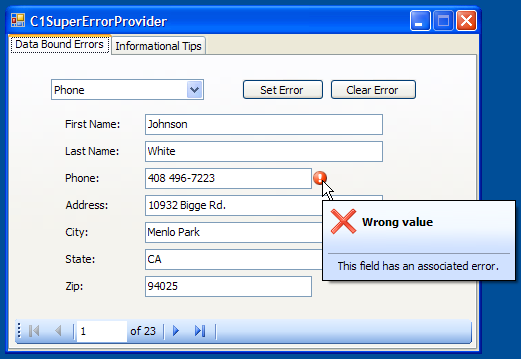 C1SuperErrorProvider
Data Bound Errors Informational Tips
Phone Set Error Clear Error
First Name: Johnson
Last Name: White
Phone: 408 496-7223
Address: 10932 Bigge Rd.
Wrong value
City: Menlo Park
State: CA
This field has an associated error.
Zip: 94025
1 of 23